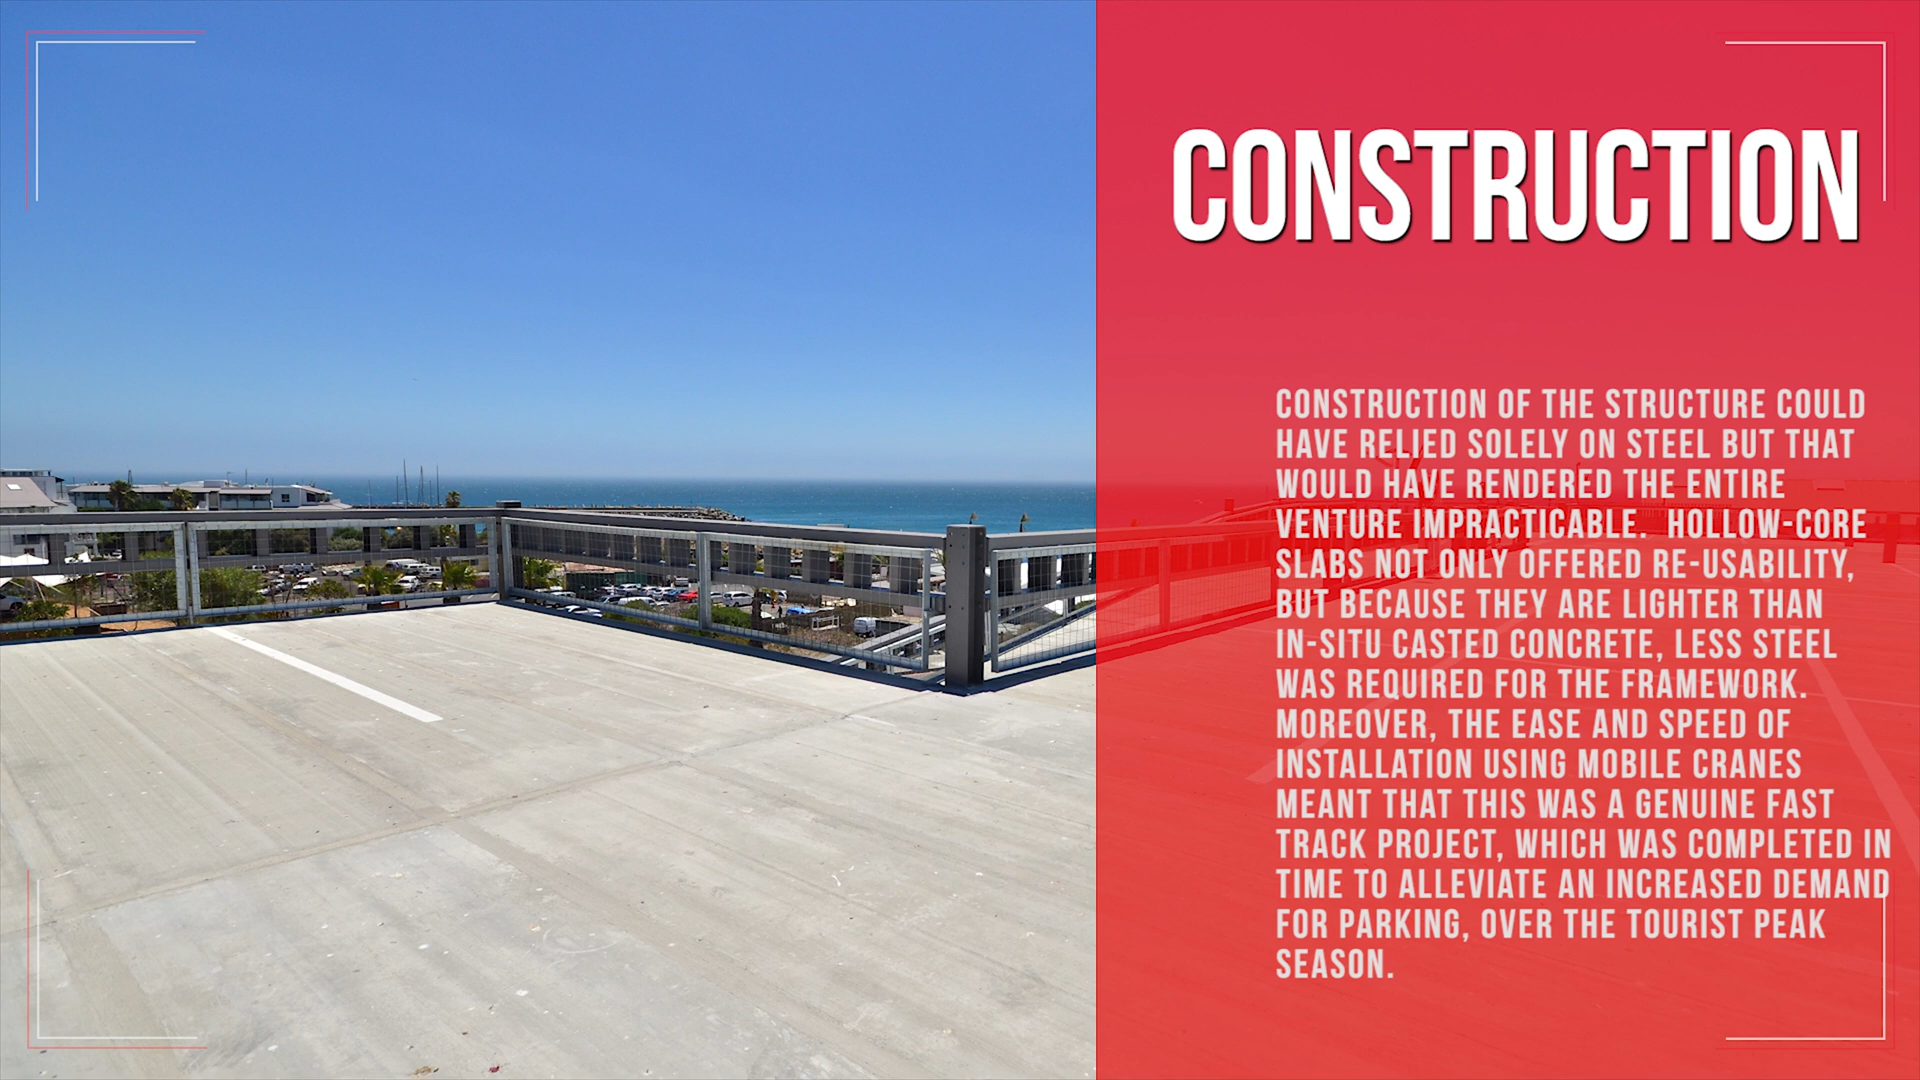 CONSTRUCTION
CONSTRUCTION OF THE STRUCTURE COULD
HAVE RELIED SOLELY ON STEEL BUT THAT
WOULD HAVE RENDERED THE ENTIRE
VENTURE IMPRACTICABLE.  HOLLOW-CORE
SLABS NOT ONLY OFFERED RE-USABILITY,
BUT BECAUSE THEY ARE LIGHTER THAN
IN-SITU CASTED CONCRETE, LESS STEEL
WAS REQUIRED FOR THE FRAMEWORK.
MOREOVER, THE EASE AND SPEED OF
INSTALLATION USING MOBILE CRANES
MEANT THAT THIS WAS A GENUINE FAST
TRACK PROJECT, WHICH WAS COMPLETED IN
TIME TO ALLEVIATE AN INCREASED DEMAND
FOR PARKING, OVER THE TOURIST PEAK
SEASON.